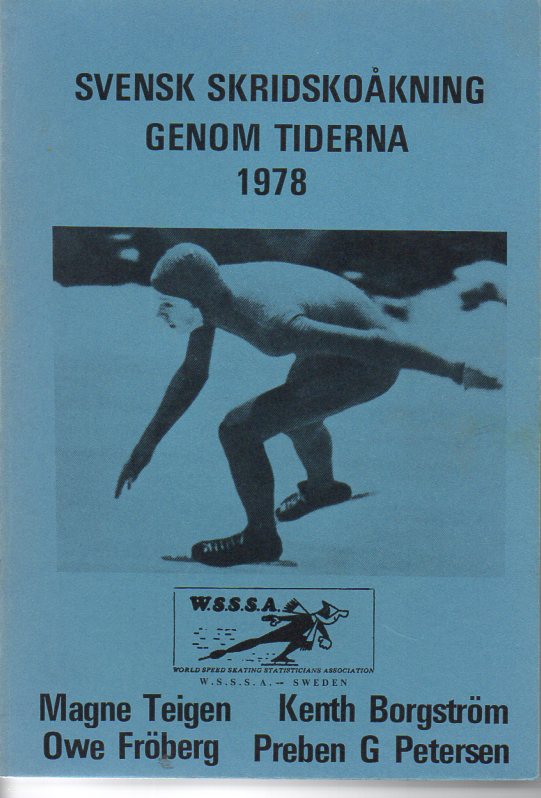 SVENSK SKRIDSKOÅKNING
GENOM TIDERNA
1978
W.S.S.S.A.
WORLD SPEED SKATING STATISTICIANS ASSOCIATION
W.S.S.S.A. - SWEDEN
Magne Teigen Kenth Borgström
Owe Fröberg Preben G Petersen